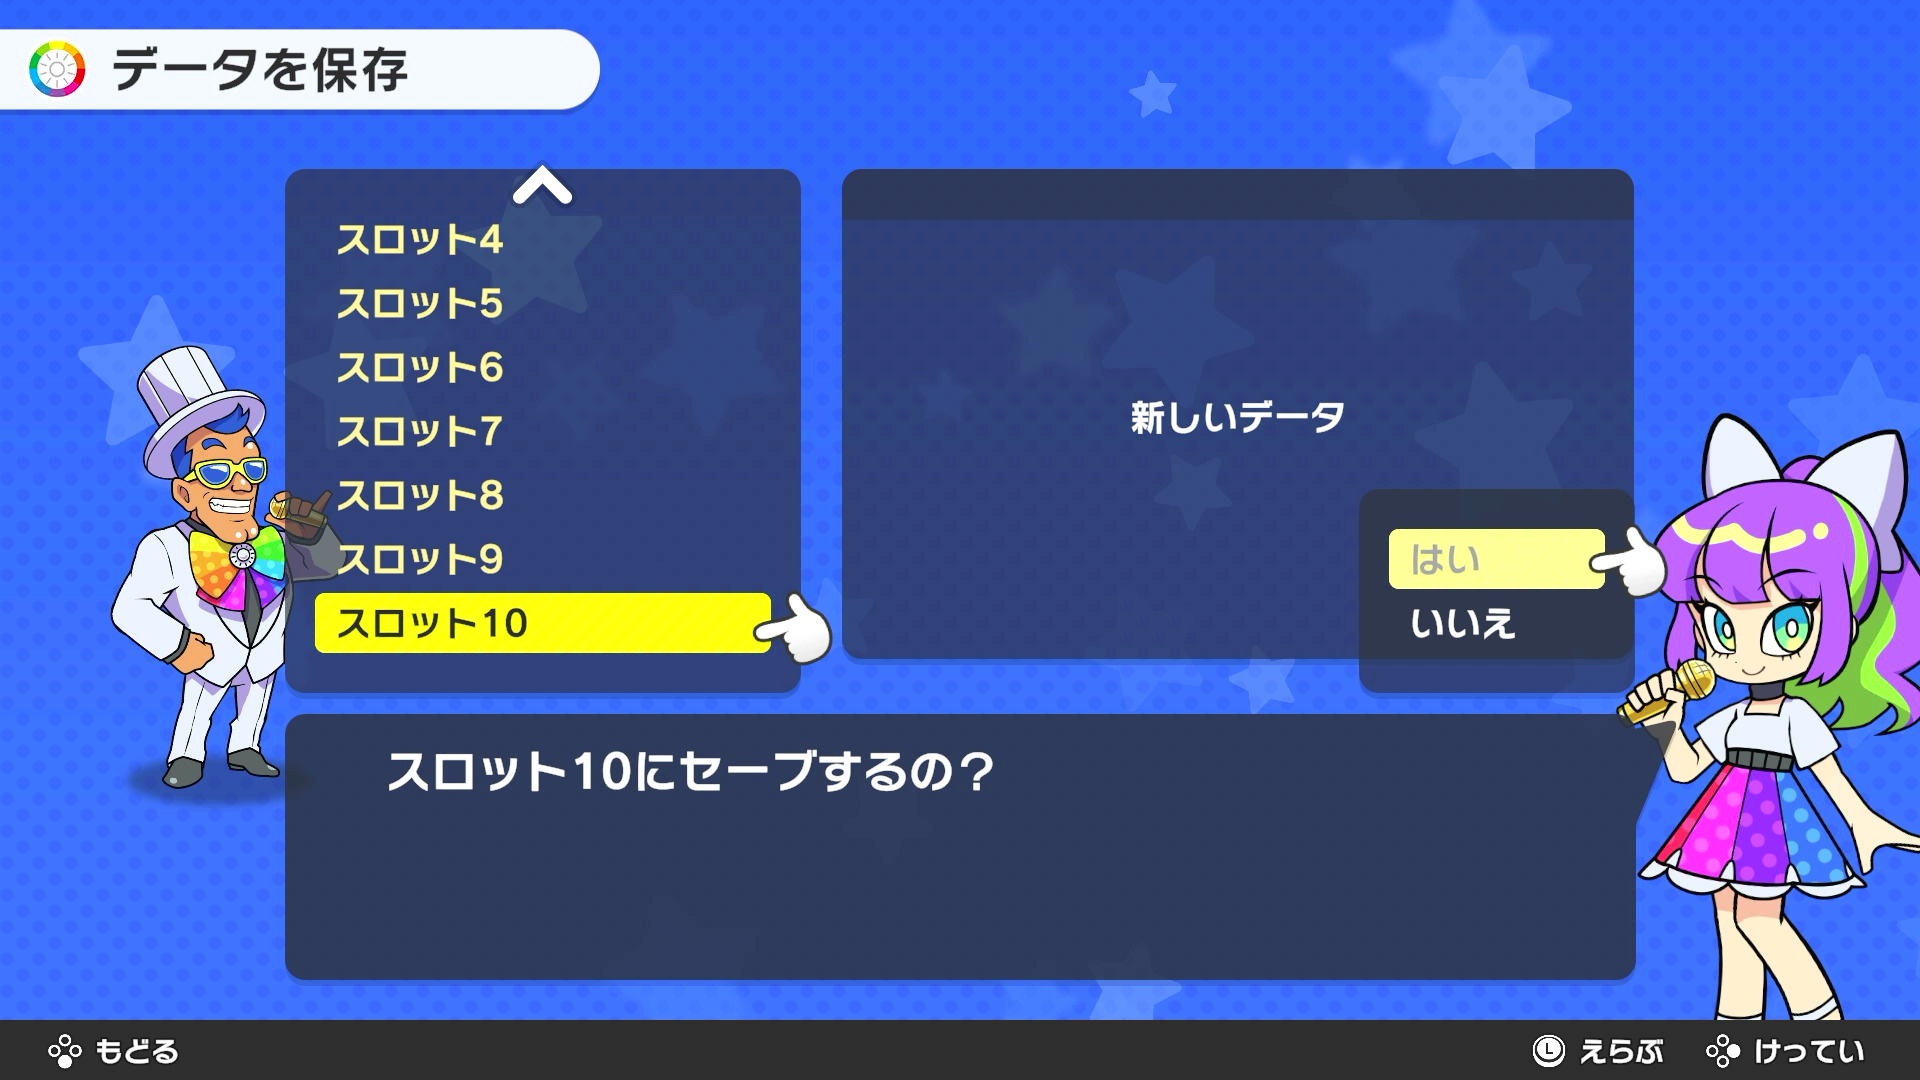 データを保存
スロット4
スロット5
スロット6
スロット7
スロット8
スロット9
スロット10
新しいデータ
はい
いいえ
スロット10にセーブするの？
もどる
L えらぶ けってい